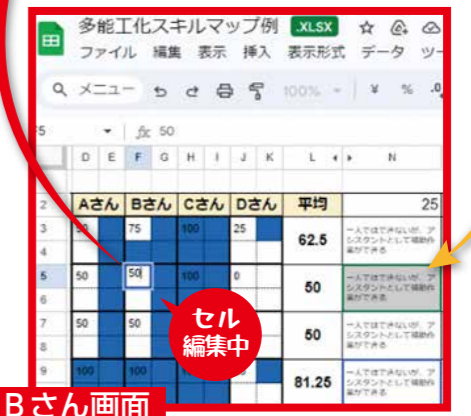 多能工化スキルマップ例 .XLSX
ファイル 編集 表示 挿入 表示形式 データ ツー
メニュー 100% ¥ % .0
F5 fx 50
D E F G H I J K L N
2 Aさん Bさん Cさん Dさん 平均 25
3 50 75 100 25 62.5 一人ではできないが、アシスタントとして補助作業ができる
4
5 50 50 100 0 50 一人ではできないが、アシスタントとして補助作業ができる
6
7 50 50 50 一人ではできないが、アシスタントとして補助作業ができる
8
9 100 100 81.25 一人ではできないが、アシスタントとして補助作業ができる
セル
編集中
Bさん画面